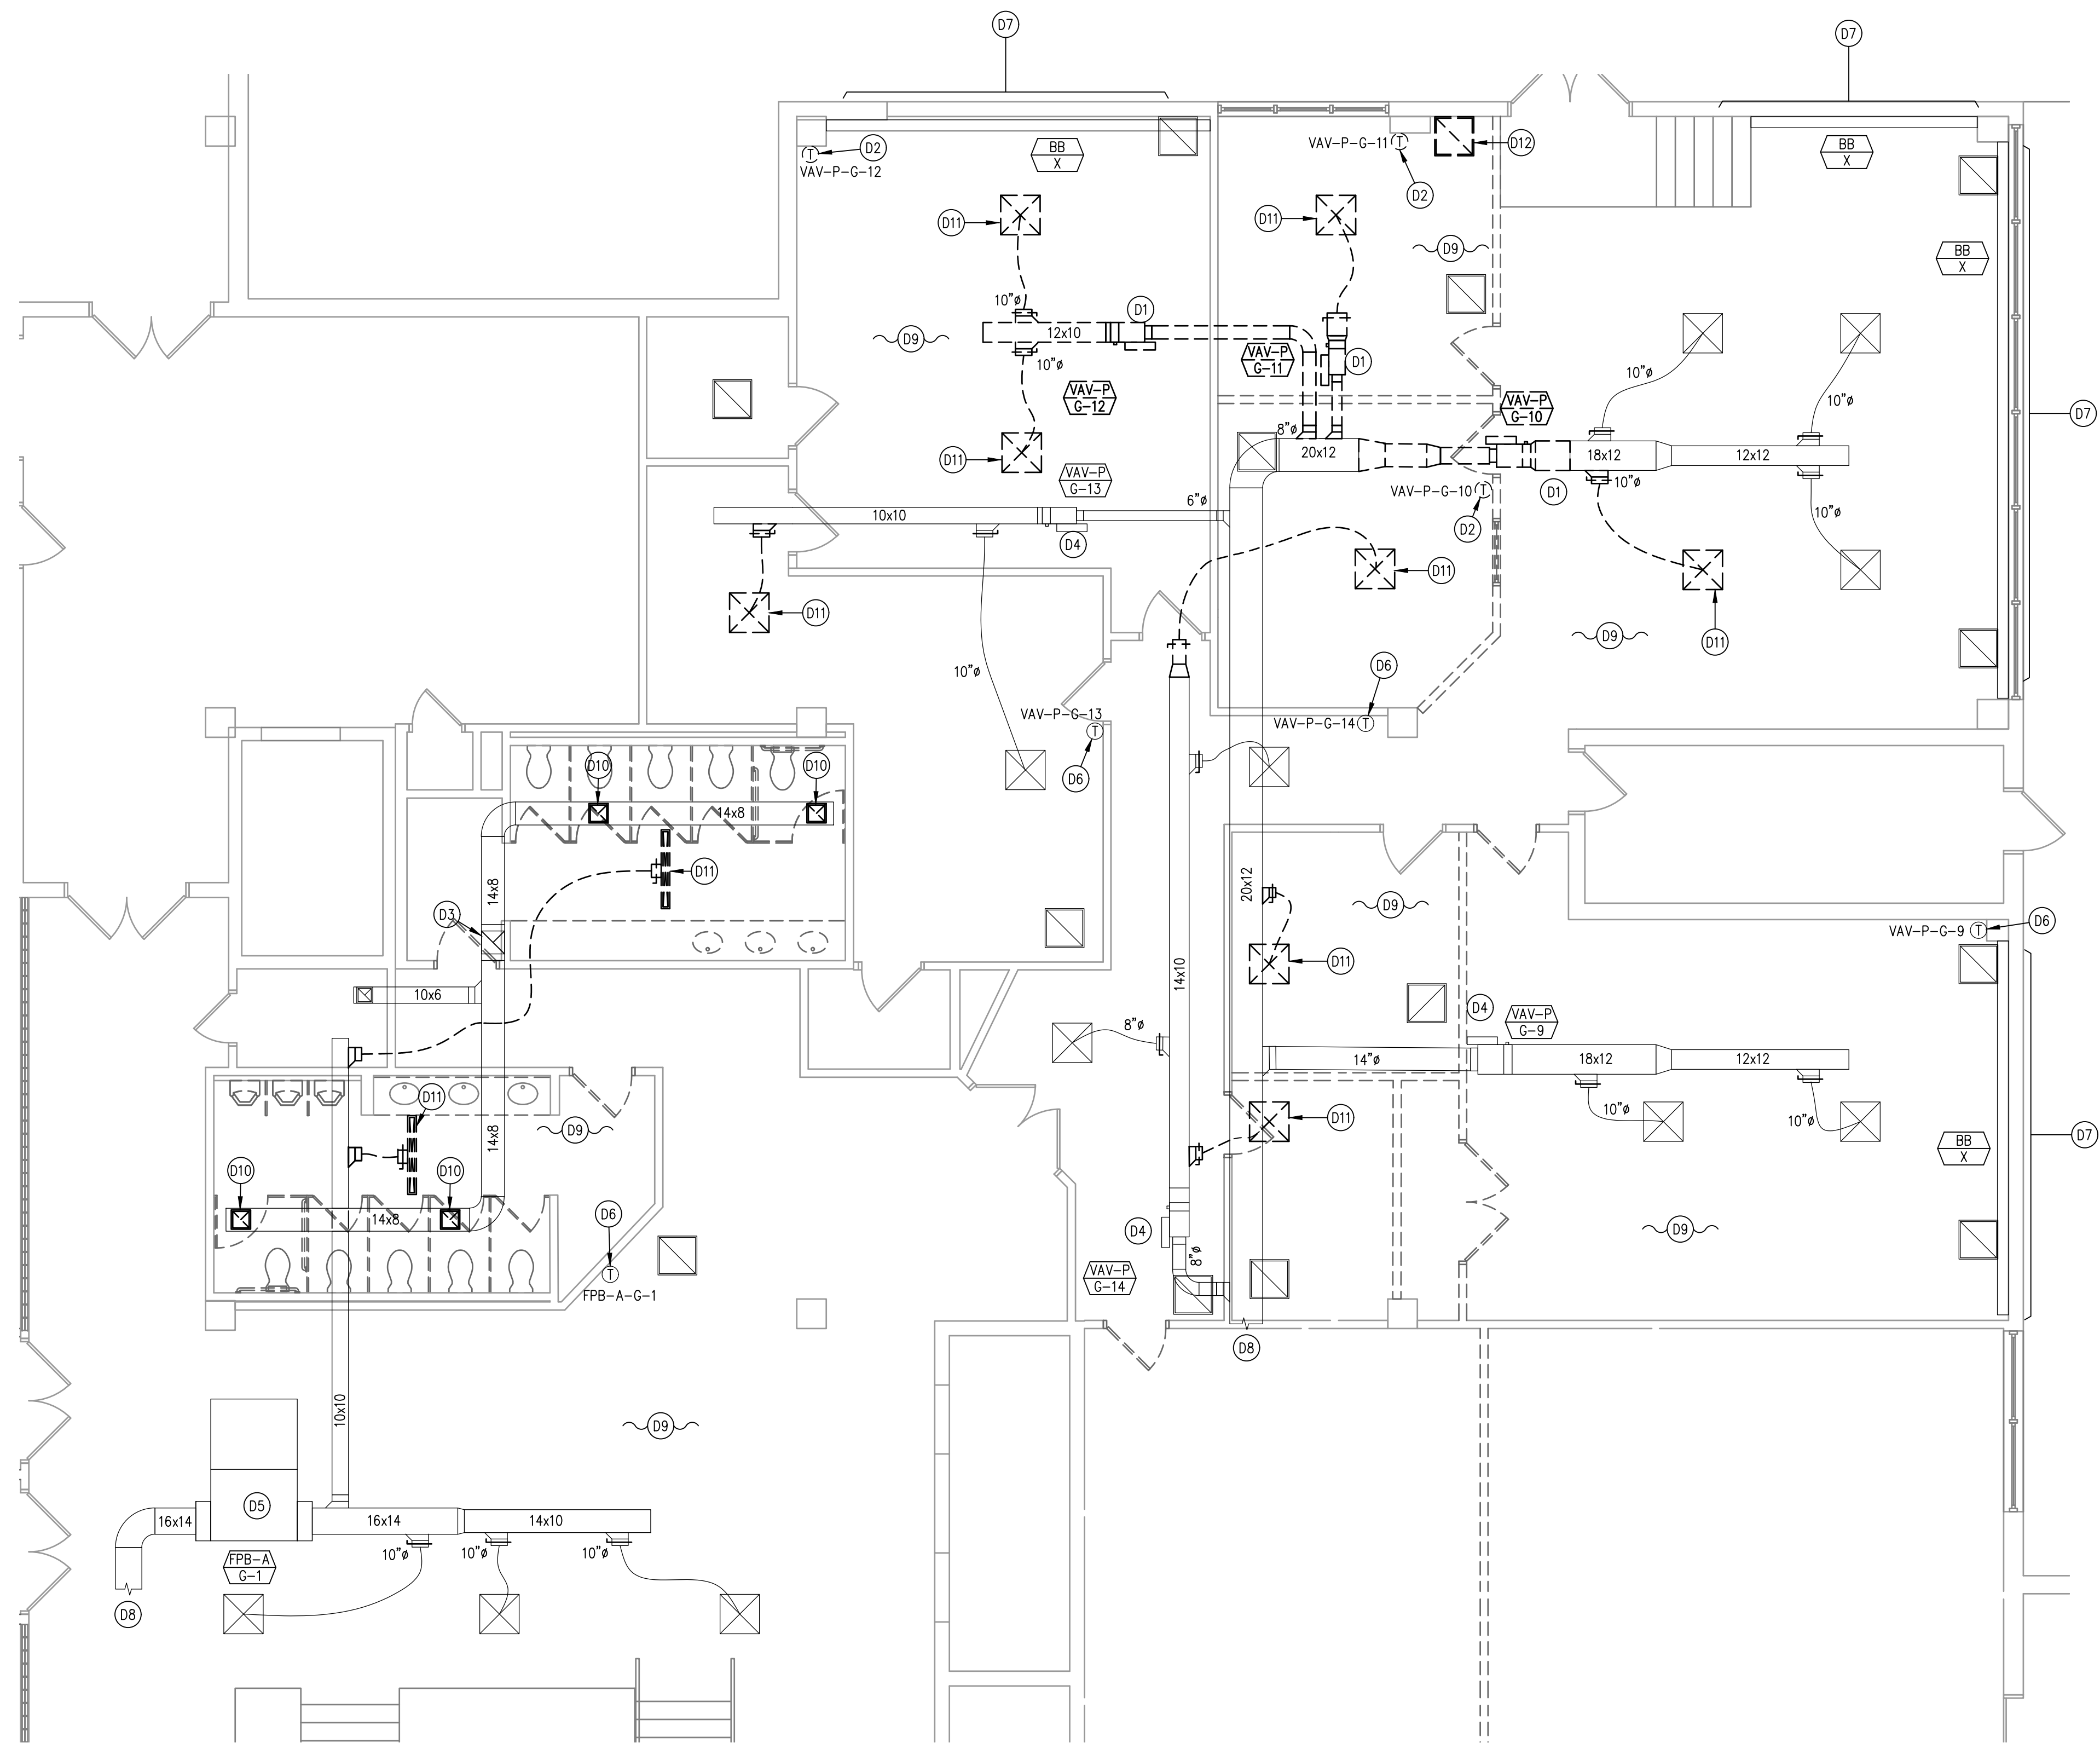 D7
D7
D2
VAV-P-G-12
BB
X
VAV-P-G-11
D2
D12
BB
X
D11
D11
D9
BB
X
10"ø
D1
12x10
D9
10"ø
VAV-P
G-12
VAV-P
G-11
D1
10"ø
10"ø
VAV-P
G-10
D7
D11
8"ø
20x12
18x12
12x12
VAV-P
G-13
VAV-P-G-10
D1
10"ø
D2
6"ø
10x10
D4
10"ø
D11
D11
D9
D11
10"ø
D6
VAV-P-G-13
VAV-P-G-14
D6
D10
D10
14x8
D11
14x8
20x12
D9
D3
VAV-P-G-9
D6
D11
14x10
10x6
D4
VAV-P
G-9
8"ø
14"ø
18x12
12x12
D11
D9
10"ø
10"ø
D11
14x8
D7
BB
X
D10
D10
14x8
D6
FPB-A-G-1
D4
8"ø
D9
VAV-P
G-14
D8
10x10
D9
D5
16x14
16x14
14x10
10"ø
10"ø
10"ø
FPB-A
G-1
D8